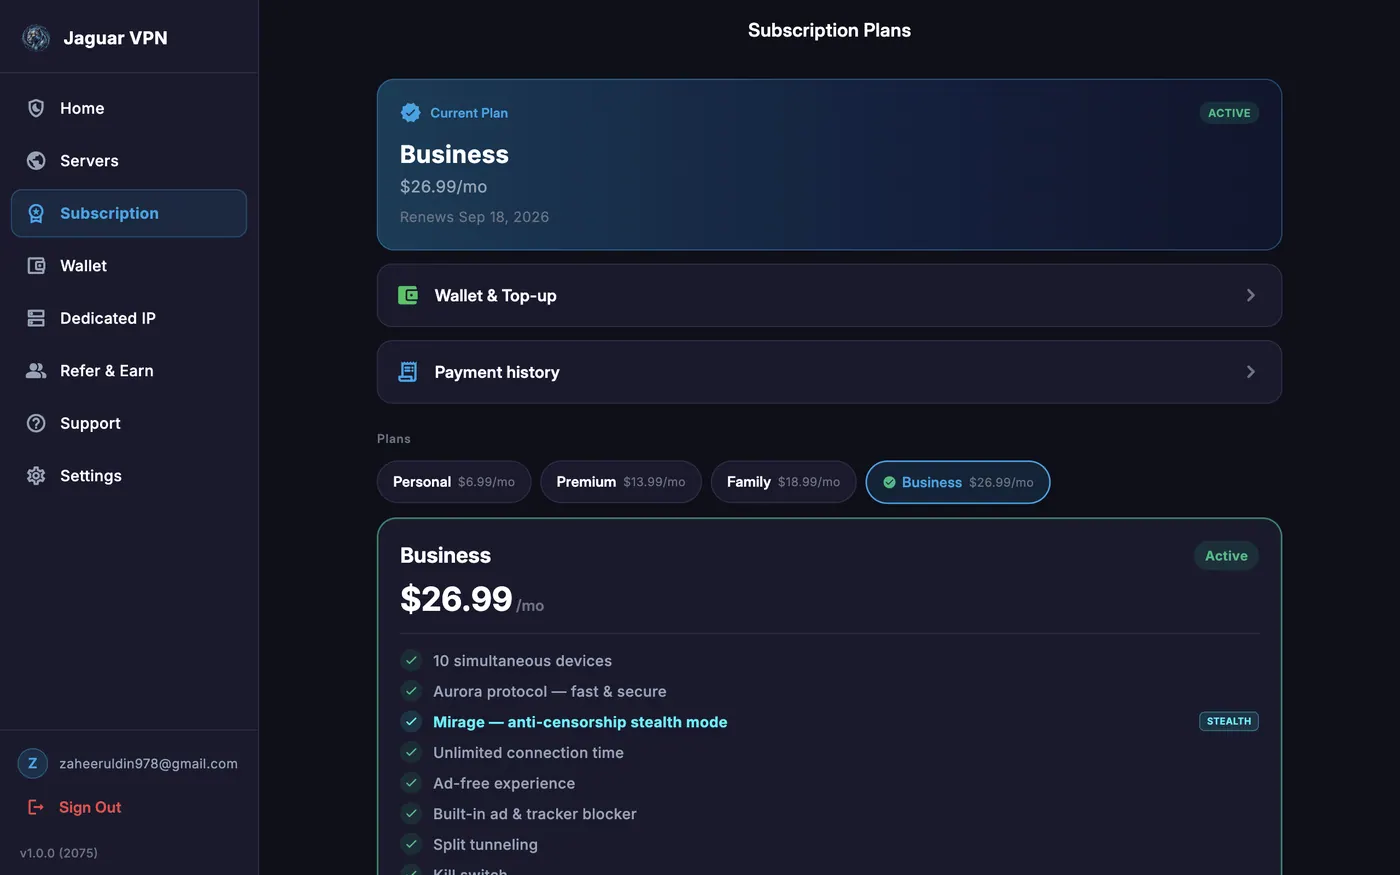 Jaguar VPN
Home
Servers
Subscription
Wallet
Dedicated IP
Refer & Earn
Support
Settings
Z zaheeruldin978@gmail.com
Sign Out
v1.0.0 (2075)
Subscription Plans
Current Plan ACTIVE
Business
$26.99/mo
Renews Sep 18, 2026
Wallet & Top-up
Payment history
Plans
Personal $6.99/mo Premium $13.99/mo Family $18.99/mo Business $26.99/mo
Business Active
$26.99 /mo
10 simultaneous devices
Aurora protocol — fast & secure
Mirage — anti-censorship stealth mode STEALTH
Unlimited connection time
Ad-free experience
Built-in ad & tracker blocker
Split tunneling
Kill switch